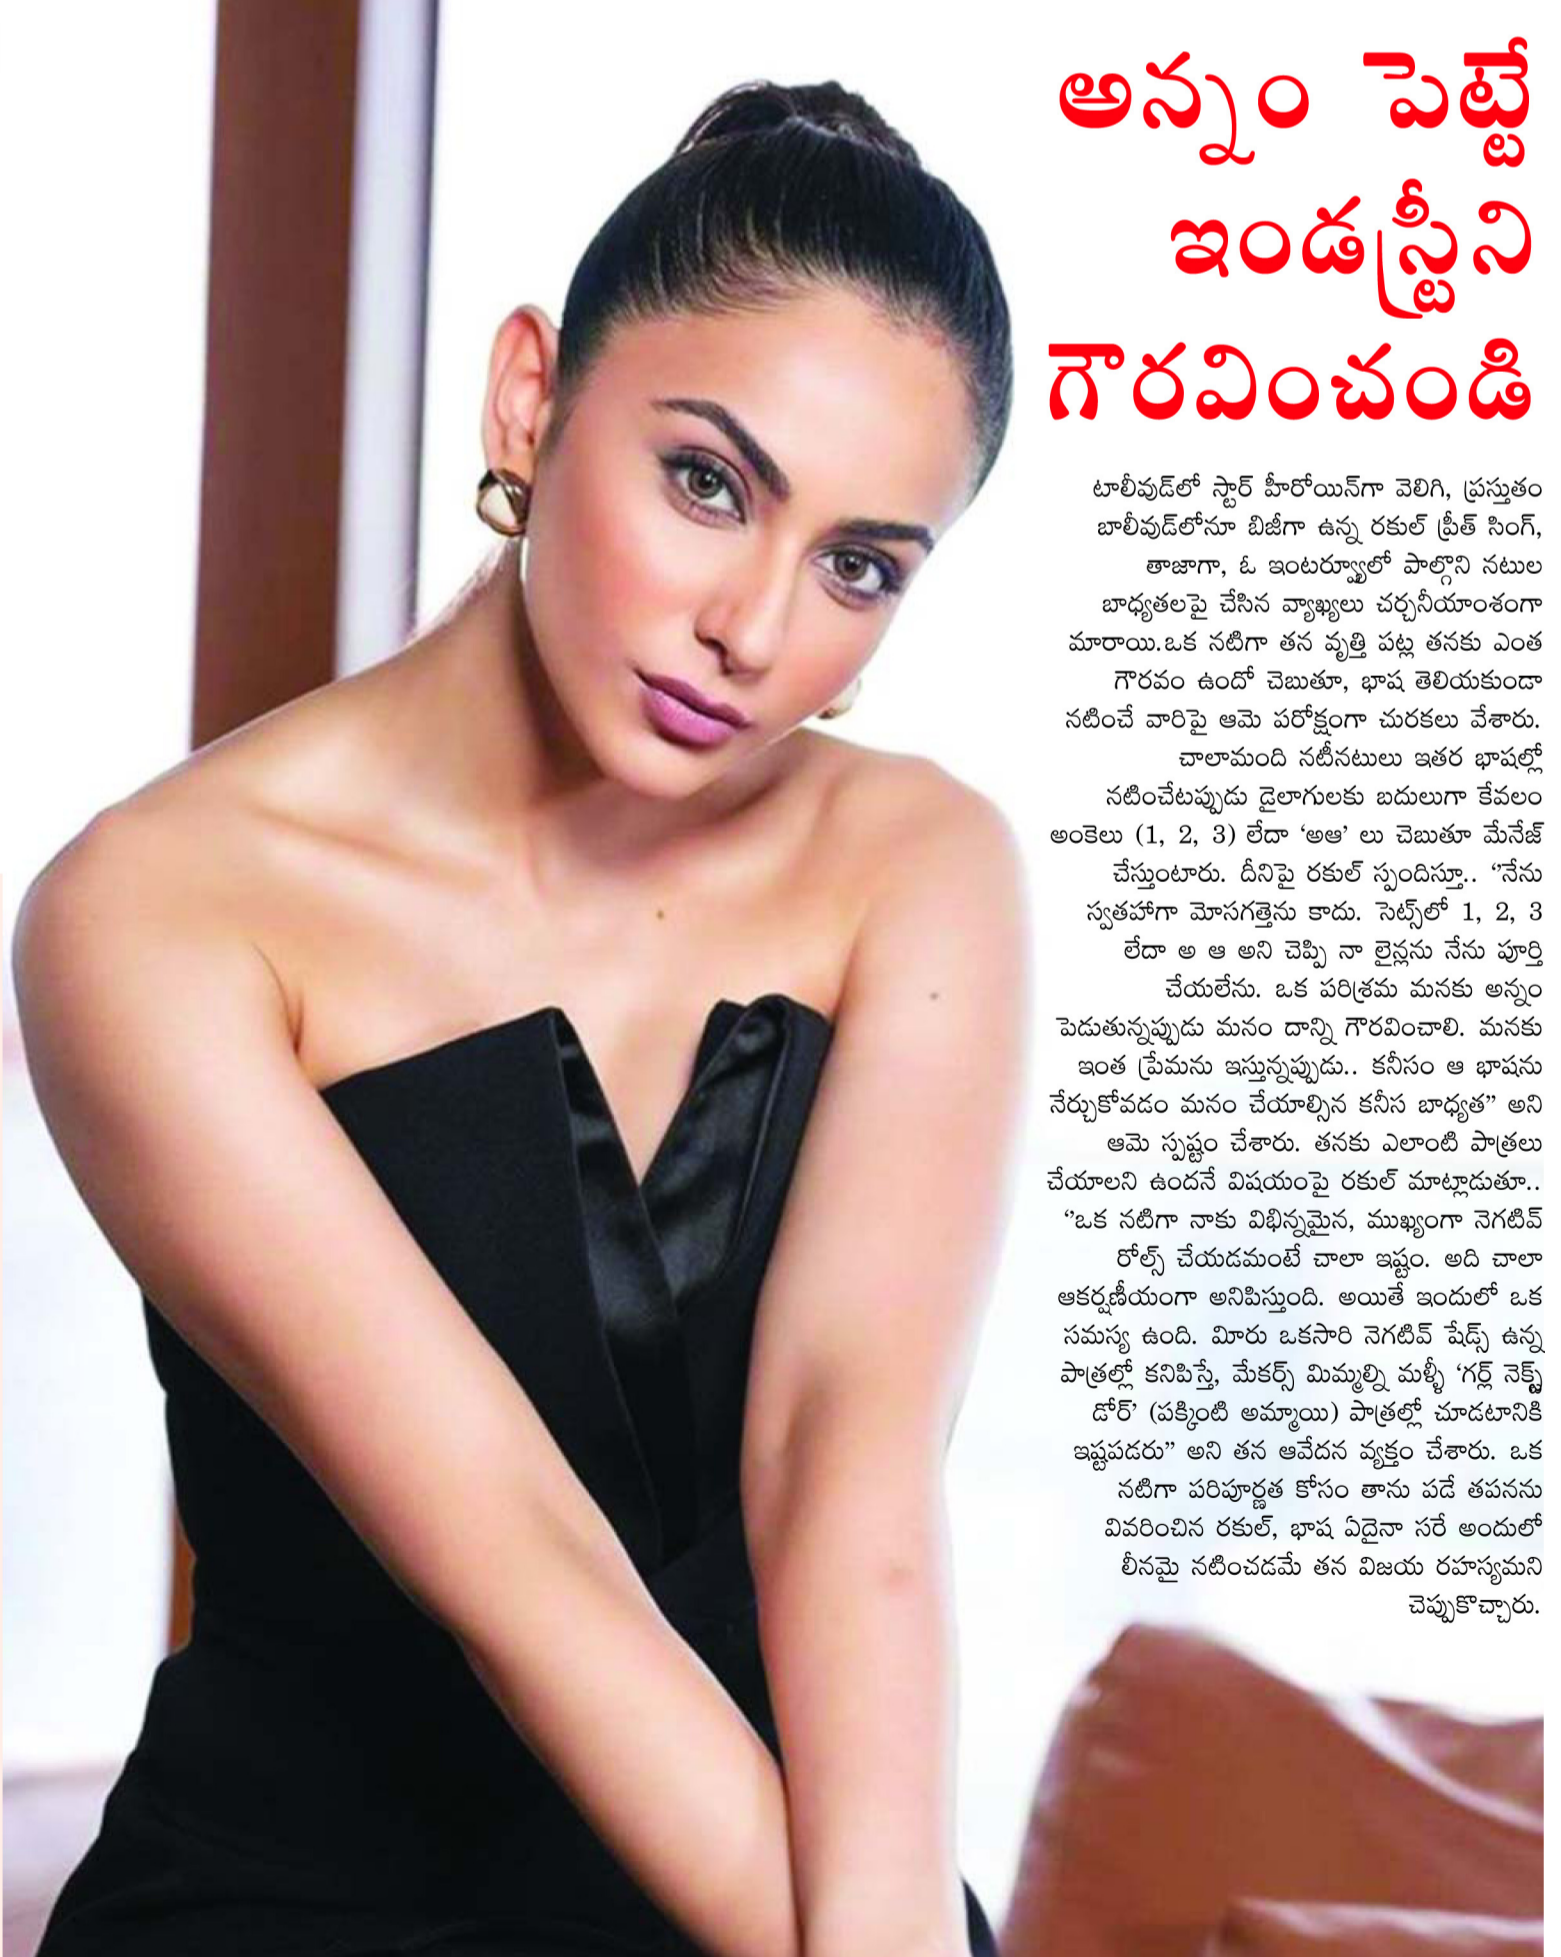 అన్నం పెట్టే
ఇండస్ట్రీని
గౌరవించండి
టాలీవుడ్‌లో స్టార్ హీరోయిన్‌గా వెలిగి, ప్రస్తుతం
బాలీవుడ్‌లోనూ బిజీగా ఉన్న రకుల్ ప్రీత్ సింగ్,
తాజాగా, ఓ ఇంటర్వ్యూలో పాల్గొని నటుల
బాధ్యతలపై చేసిన వ్యాఖ్యలు చర్చనీయాంశంగా
మారాయి.ఒక నటిగా తన వృత్తి పట్ల తనకు ఎంత
గౌరవం ఉందో చెబుతూ, భాష తెలియకుండా
నటించే వారిపై ఆమె పరోక్షంగా చురకలు వేశారు.
చాలామంది నటీనటులు ఇతర భాషల్లో
నటించేటప్పుడు డైలాగులకు బదులుగా కేవలం
అంకెలు (1, 2, 3) లేదా ‘అఆ’ లు చెబుతూ మేనేజ్
చేస్తుంటారు. దీనిపై రకుల్ స్పందిస్తూ.. “నేను
స్వతహాగా మోసగత్తెను కాదు. సెట్స్‌లో 1, 2, 3
లేదా అ ఆ అని చెప్పి నా లైన్లను నేను పూర్తి
చేయలేను. ఒక పరిశ్రమ మనకు అన్నం
పెడుతున్నప్పుడు మనం దాన్ని గౌరవించాలి. మనకు
ఇంత ప్రేమను ఇస్తున్నప్పుడు.. కనీసం ఆ భాషను
నేర్చుకోవడం మనం చేయాల్సిన కనీస బాధ్యత” అని
ఆమె స్పష్టం చేశారు. తనకు ఎలాంటి పాత్రలు
చేయాలని ఉందనే విషయంపై రకుల్ మాట్లాడుతూ..
“ఒక నటిగా నాకు విభిన్నమైన, ముఖ్యంగా నెగటివ్
రోల్స్ చేయడమంటే చాలా ఇష్టం. అది చాలా
ఆకర్షణీయంగా అనిపిస్తుంది. అయితే ఇందులో ఒక
సమస్య ఉంది. మీరు ఒకసారి నెగటివ్ షేడ్స్ ఉన్న
పాత్రల్లో కనిపిస్తే, మేకర్స్ మిమ్మల్ని మళ్ళీ ‘గర్ల్ నెక్స్ట్
డోర్’ (పక్కింటి అమ్మాయి) పాత్రల్లో చూడటానికి
ఇష్టపడరు” అని తన ఆవేదన వ్యక్తం చేశారు. ఒక
నటిగా పరిపూర్ణత కోసం తాను పడే తపనను
వివరించిన రకుల్, భాష ఏదైనా సరే అందులో
లీనమై నటించడమే తన విజయ రహస్యమని
చెప్పుకొచ్చారు.